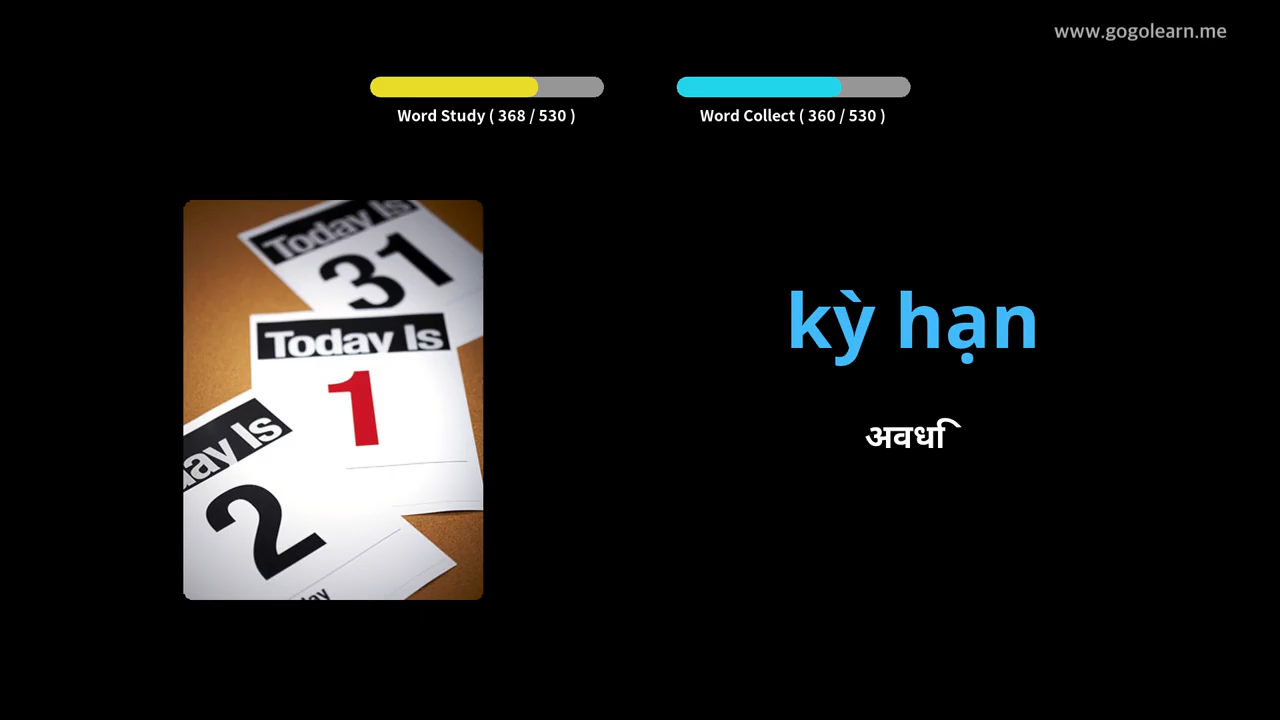 www.gogolearn.me
Word Study ( 368 / 530 )
Word Collect ( 360 / 530 )
Today Is
31
Today Is
1
ay Is
2
day
kỳ hạn
अवधि